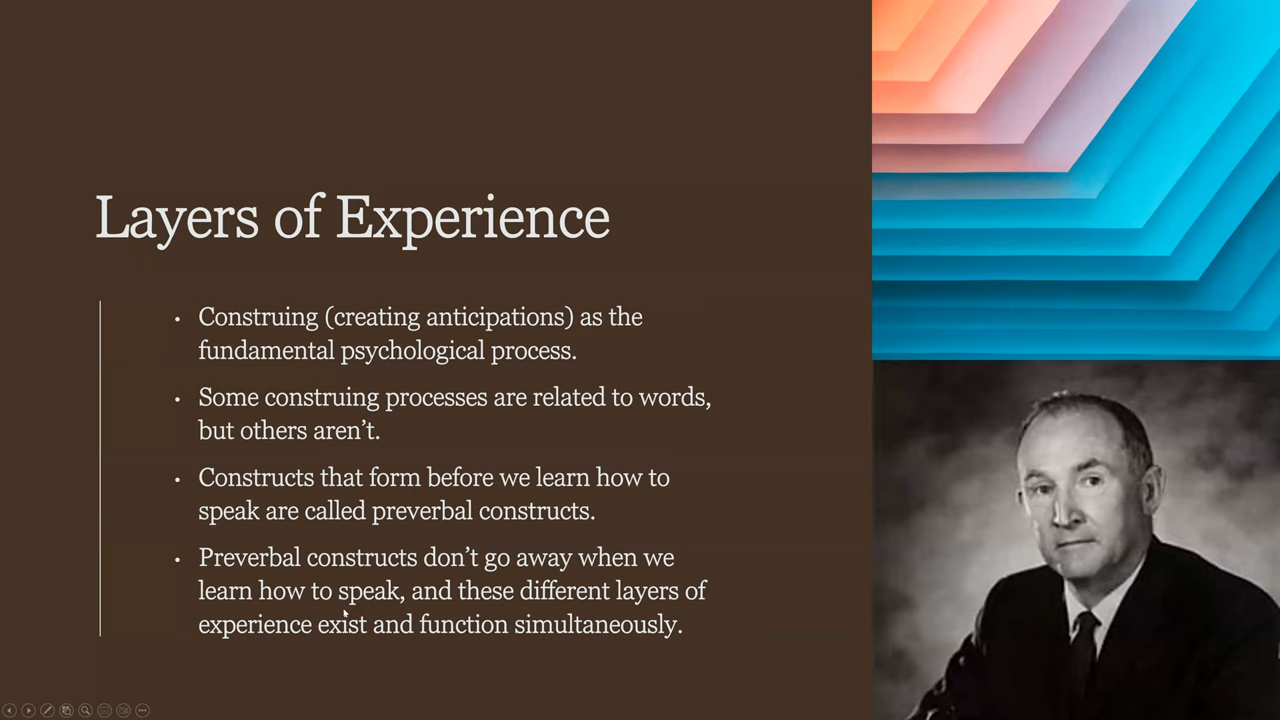 Layers of Experience
• Construing (creating anticipations) as the
fundamental psychological process.
• Some construing processes are related to words,
but others aren’t.
• Constructs that form before we learn how to
speak are called preverbal constructs.
• Preverbal constructs don’t go away when we
learn how to speak, and these different layers of
experience exist and function simultaneously.